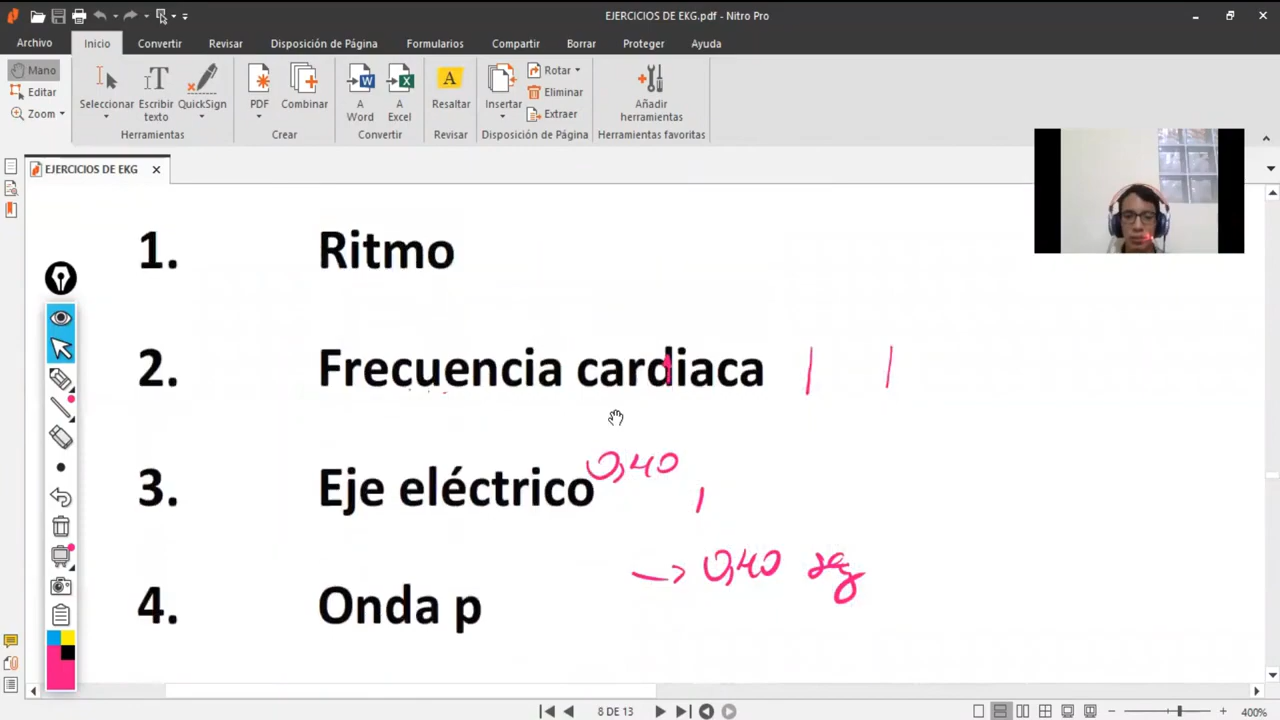 EJERCICIOS DE EKG.pdf - Nitro Pro
Archivo Inicio Convertir Revisar Disposición de Página Formularios Compartir Borrar Proteger Ayuda
Mano
Editar
Zoom
Seleccionar
Escribir texto
QuickSign
Herramientas
PDF
Combinar
Crear
A Word
A Excel
Convertir
Resaltar
Revisar
Insertar
Rotar
Eliminar
Extraer
Disposición de Página
Añadir herramientas
Herramientas favoritas
EJERCICIOS DE EKG
1. Ritmo
2. Frecuencia cardiaca
0,40
3. Eje eléctrico
→ 0,40 seg
4. Onda p
8 DE 13
400%